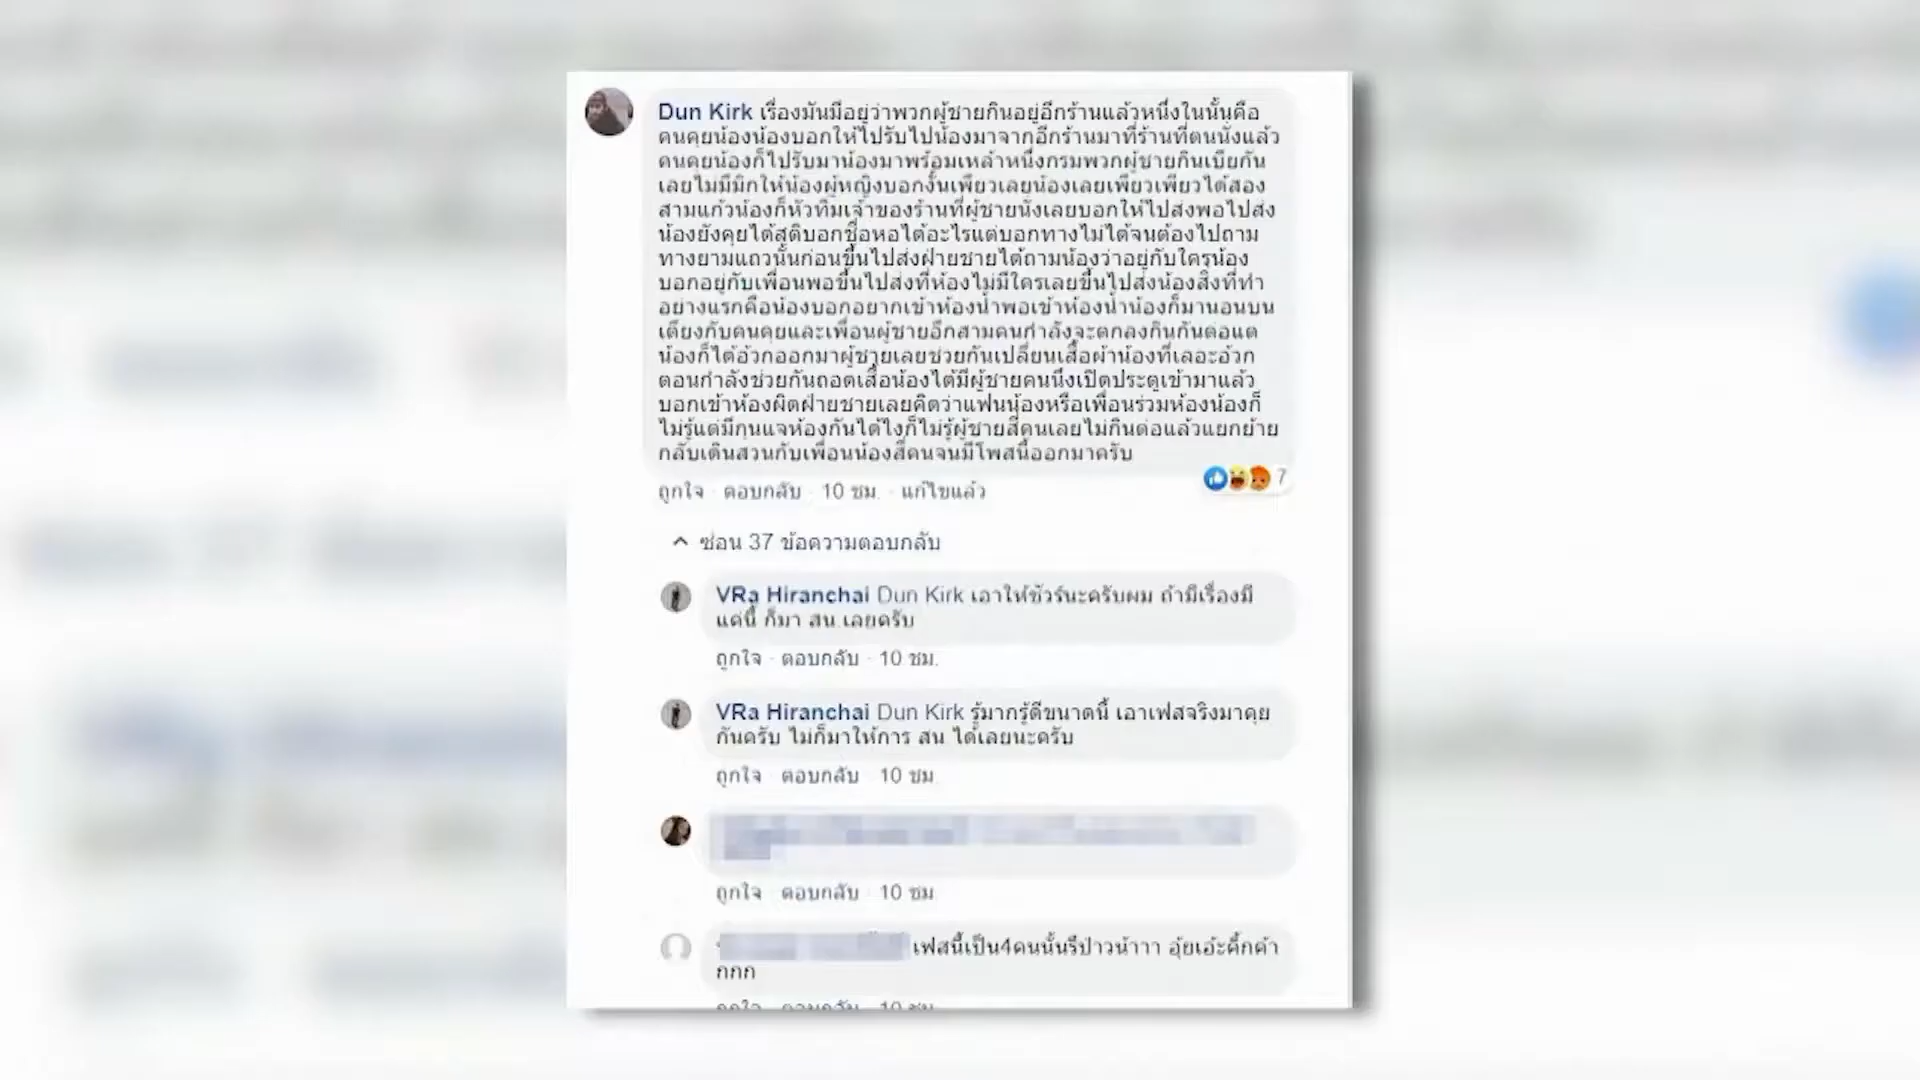 Dun Kirk เรื่องมันมีอยู่ว่าพวกผู้ชายกินอยู่อีกร้านแล้วหนึ่งในนั้นคือ
คนคุยน้องน้องบอกให้ไปรับไปน้องมาจากอีกร้านมาที่ร้านที่ตนนั่งแล้ว
คนคุยน้องก็ไปรับมาน้องมาพร้อมเหล้าหนึ่งกรมพวกผู้ชายกินเบียกัน
เลยไม่มีมิกให้น้องผู้หญิงบอกงั้นเพียวเลยน้องเลยเพียวเพียวได้สอง
สามแก้วน้องก็หัวทิ่มเจ้าของร้านที่ผู้ชายนั่งเลยบอกให้ไปส่งพอไปส่ง
น้องยังคุยได้สติบอกชื่อหอได้อะไรแต่บอกทางไม่ได้จนต้องไปถาม
ทางยามแถวนั้นก่อนขึ้นไปส่งฝ่ายชายได้ถามน้องว่าอยู่กับใครน้อง
บอกอยู่กับเพื่อนพอขึ้นไปส่งที่ห้องไม่มีใครเลยขึ้นไปส่งน้องสิ่งที่ทำ
อย่างแรกคือน้องบอกอยากเข้าห้องน้ำพอเข้าห้องน้ำน้องก็มานอนบน
เตียงกับคนคุยและเพื่อนผู้ชายอีกสามคนกำลังจะตกลงกินกันต่อแต่
น้องก็ได้อ้วกออกมาผู้ชายเลยช่วยกันเปลี่ยนเสื้อผ้าน้องที่เลอะอ้วก
ตอนกำลังช่วยกันถอดเสื้อน้องได้มีผู้ชายคนนึ่งเปิดประตูเข้ามาแล้ว
บอกเข้าห้องผิดฝ่ายชายเลยคิดว่าแฟนน้องหรือเพื่อนร่วมห้องน้องก็
ไม่รู้แต่มีกุนแจห้องกันได้ไงก็ไม่รู้ผู้ชายสี่คนเลยไม่กินต่อแล้วแยกย้าย
กลับเดินสวนกับเพื่อนน้องสี่คนจนมีโพสนี้ออกมาครับ
7
ถูกใจ · ตอบกลับ · 10 ชม. · แก้ไขแล้ว
ซ่อน 37 ข้อความตอบกลับ
VRa Hiranchai Dun Kirk เอาให้ชัวร์นะครับผม ถ้ามีเรื่องมี
แค่นี้ ก็มา สน เลยครับ
ถูกใจ · ตอบกลับ · 10 ชม.
VRa Hiranchai Dun Kirk รู้มากรู้ดีขนาดนี้ เอาเฟสจริงมาคุย
กันครับ ไม่ก็มาให้การ สน ได้เลยนะครับ
ถูกใจ · ตอบกลับ · 10 ชม
ถูกใจ · ตอบกลับ · 10 ชม
เฟสนี้เป็น4คนนั้นรึป่าวน้าาา อุ้ยเอ๋ะคิ้กค้า
กกก
ถูกใจ · ตอบกลับ · 10 ชม